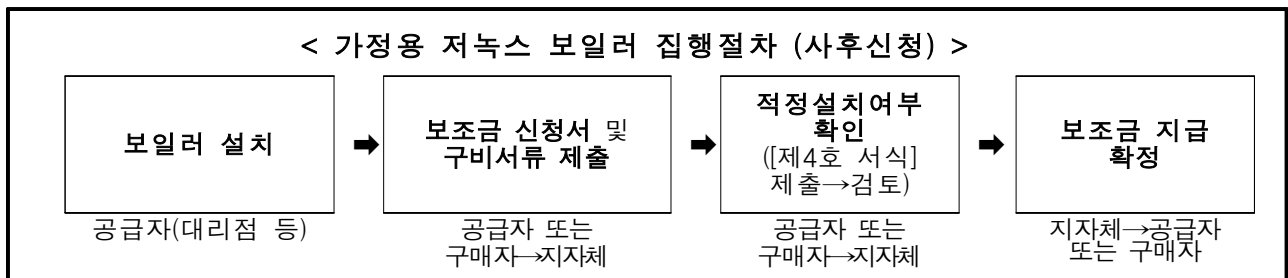 < 가정용 저녹스 보일러 집행절차 (사후신청) >
보일러 설치
➡
보조금 신청서 및
구비서류 제출
➡
적정설치여부
확인
([제4호 서식]
제출→검토)
➡
보조금 지급
확정
공급자(대리점 등)
공급자 또는
구매자→지자체
공급자 또는
구매자→지자체
지자체→공급자
또는 구매자